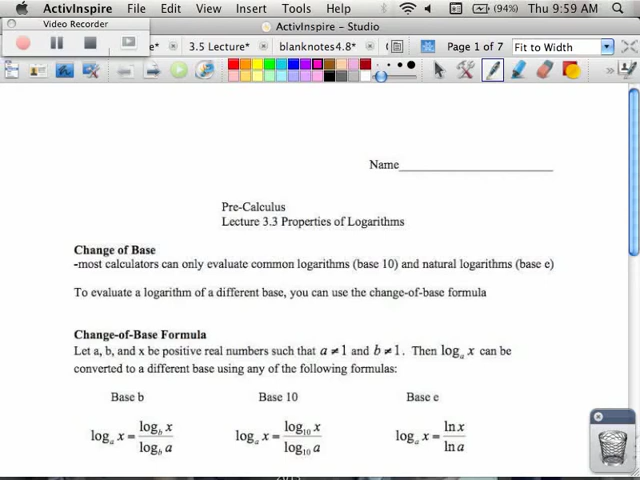 ActivInspire File Edit View Insert Tools Help (94%) Thu 9:59 AM
Video Recorder
ActivInspire - Studio
3.5 Lecture* blanknotes4.8* Page 1 of 7 Fit to Width
Name
Pre-Calculus
Lecture 3.3 Properties of Logarithms
Change of Base
-most calculators can only evaluate common logarithms (base 10) and natural logarithms (base e)
To evaluate a logarithm of a different base, you can use the change-of-base formula
Change-of-Base Formula
Let a, b, and x be positive real numbers such that a ≠ 1 and b ≠ 1. Then log_a x can be
converted to a different base using any of the following formulas:
Base b Base 10 Base e
log_a x = log_b x / log_b a log_a x = log_10 x / log_10 a log_a x = ln x / ln a